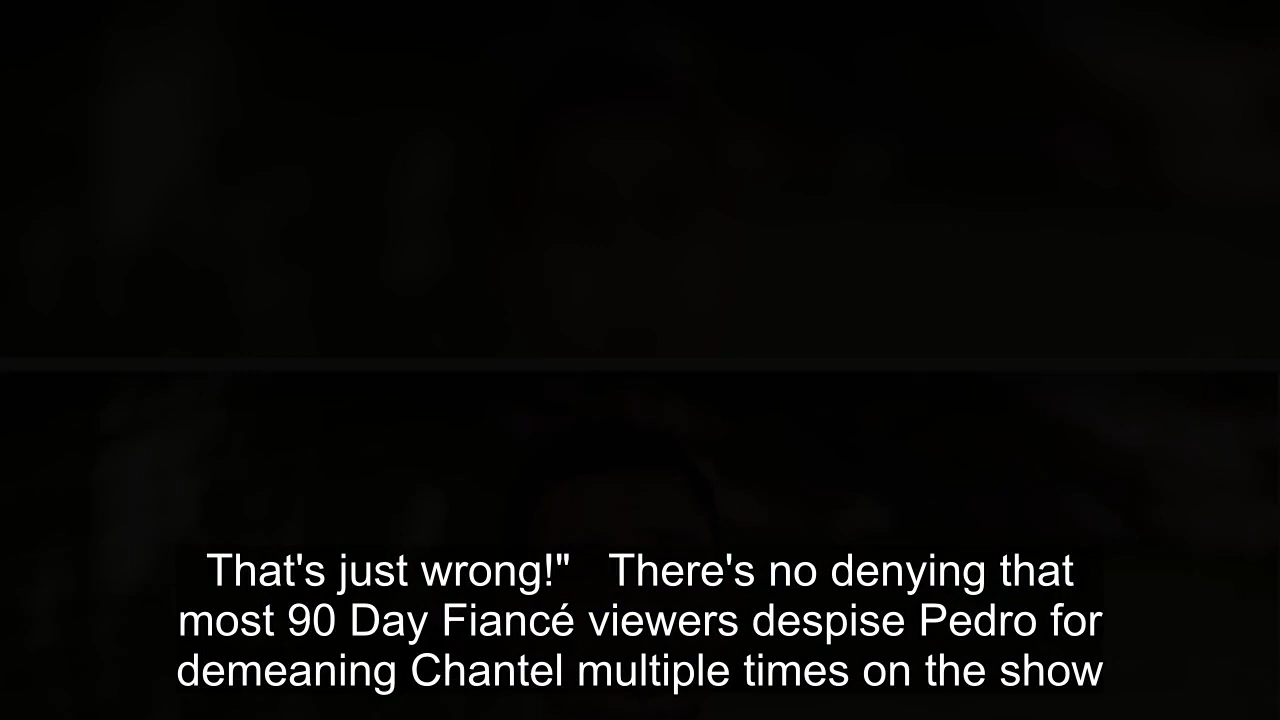 That's just wrong!"   There's no denying that
most 90 Day Fiancé viewers despise Pedro for
demeaning Chantel multiple times on the show